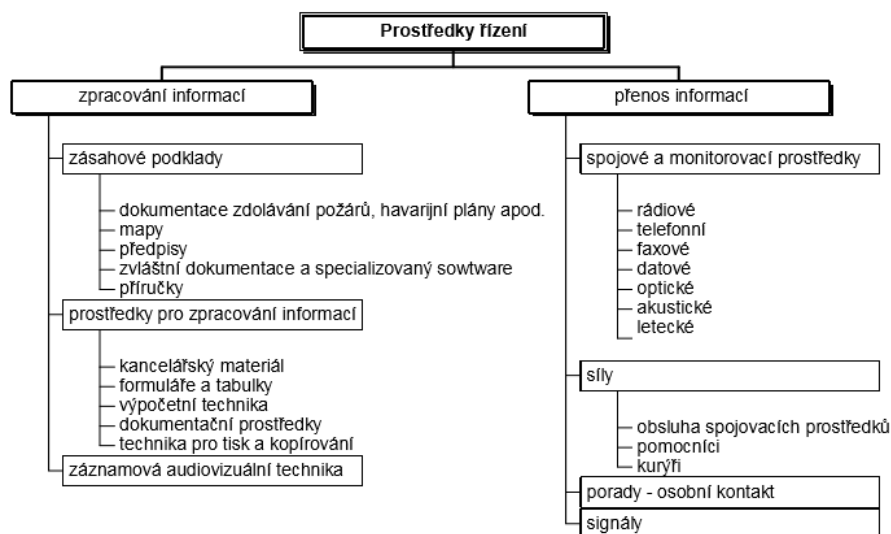 Prostředky řízení
zpracování informací
zásahové podklady
dokumentace zdolávání požárů, havarijní plány apod.
mapy
předpisy
zvláštní dokumentace a specializovaný sowtware
příručky
prostředky pro zpracování informací
kancelářský materiál
formuláře a tabulky
výpočetní technika
dokumentační prostředky
technika pro tisk a kopírování
záznamová audiovizuální technika
přenos informací
spojové a monitorovací prostředky
rádiové
telefonní
faxové
datové
optické
akustické
letecké
síly
obsluha spojovacích prostředků
pomocníci
kurýři
porady - osobní kontakt
signály